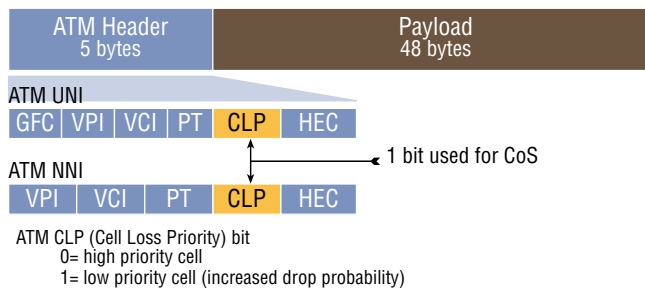 ATM Header
5 bytes
Payload
48 bytes
ATM UNI
GFC VPI VCI PT CLP HEC
1 bit used for CoS
ATM NNI
VPI VCI PT CLP HEC
ATM CLP (Cell Loss Priority) bit
0= high priority cell
1= low priority cell (increased drop probability)